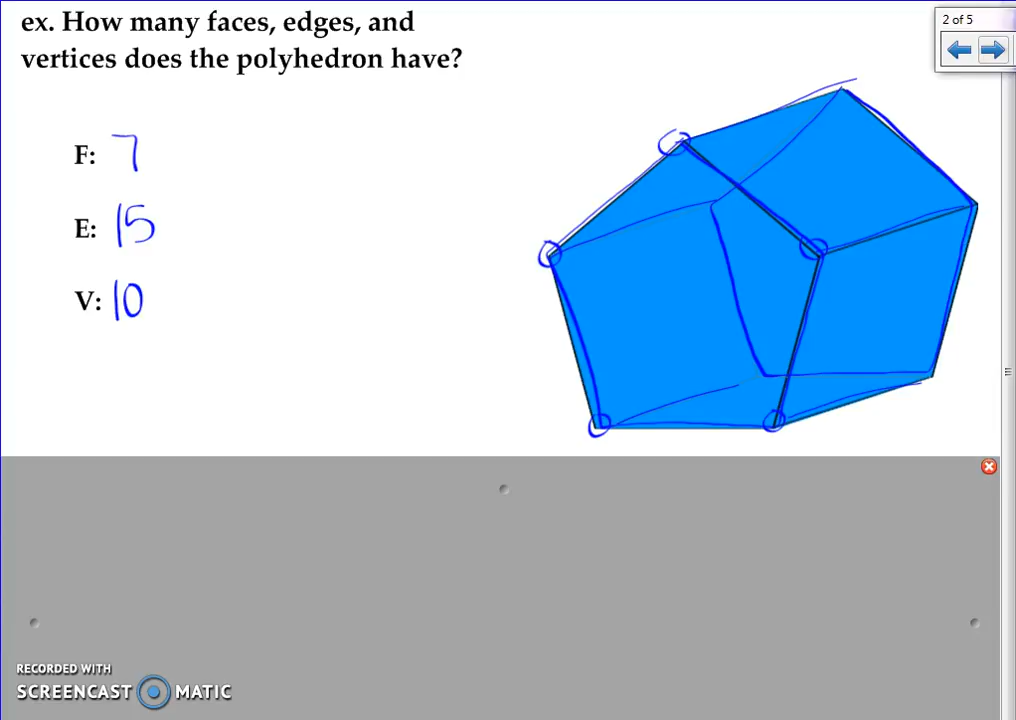 ex. How many faces, edges, and
vertices does the polyhedron have?
2 of 5
F: 7
E: 15
V: 10
RECORDED WITH
SCREENCAST MATIC